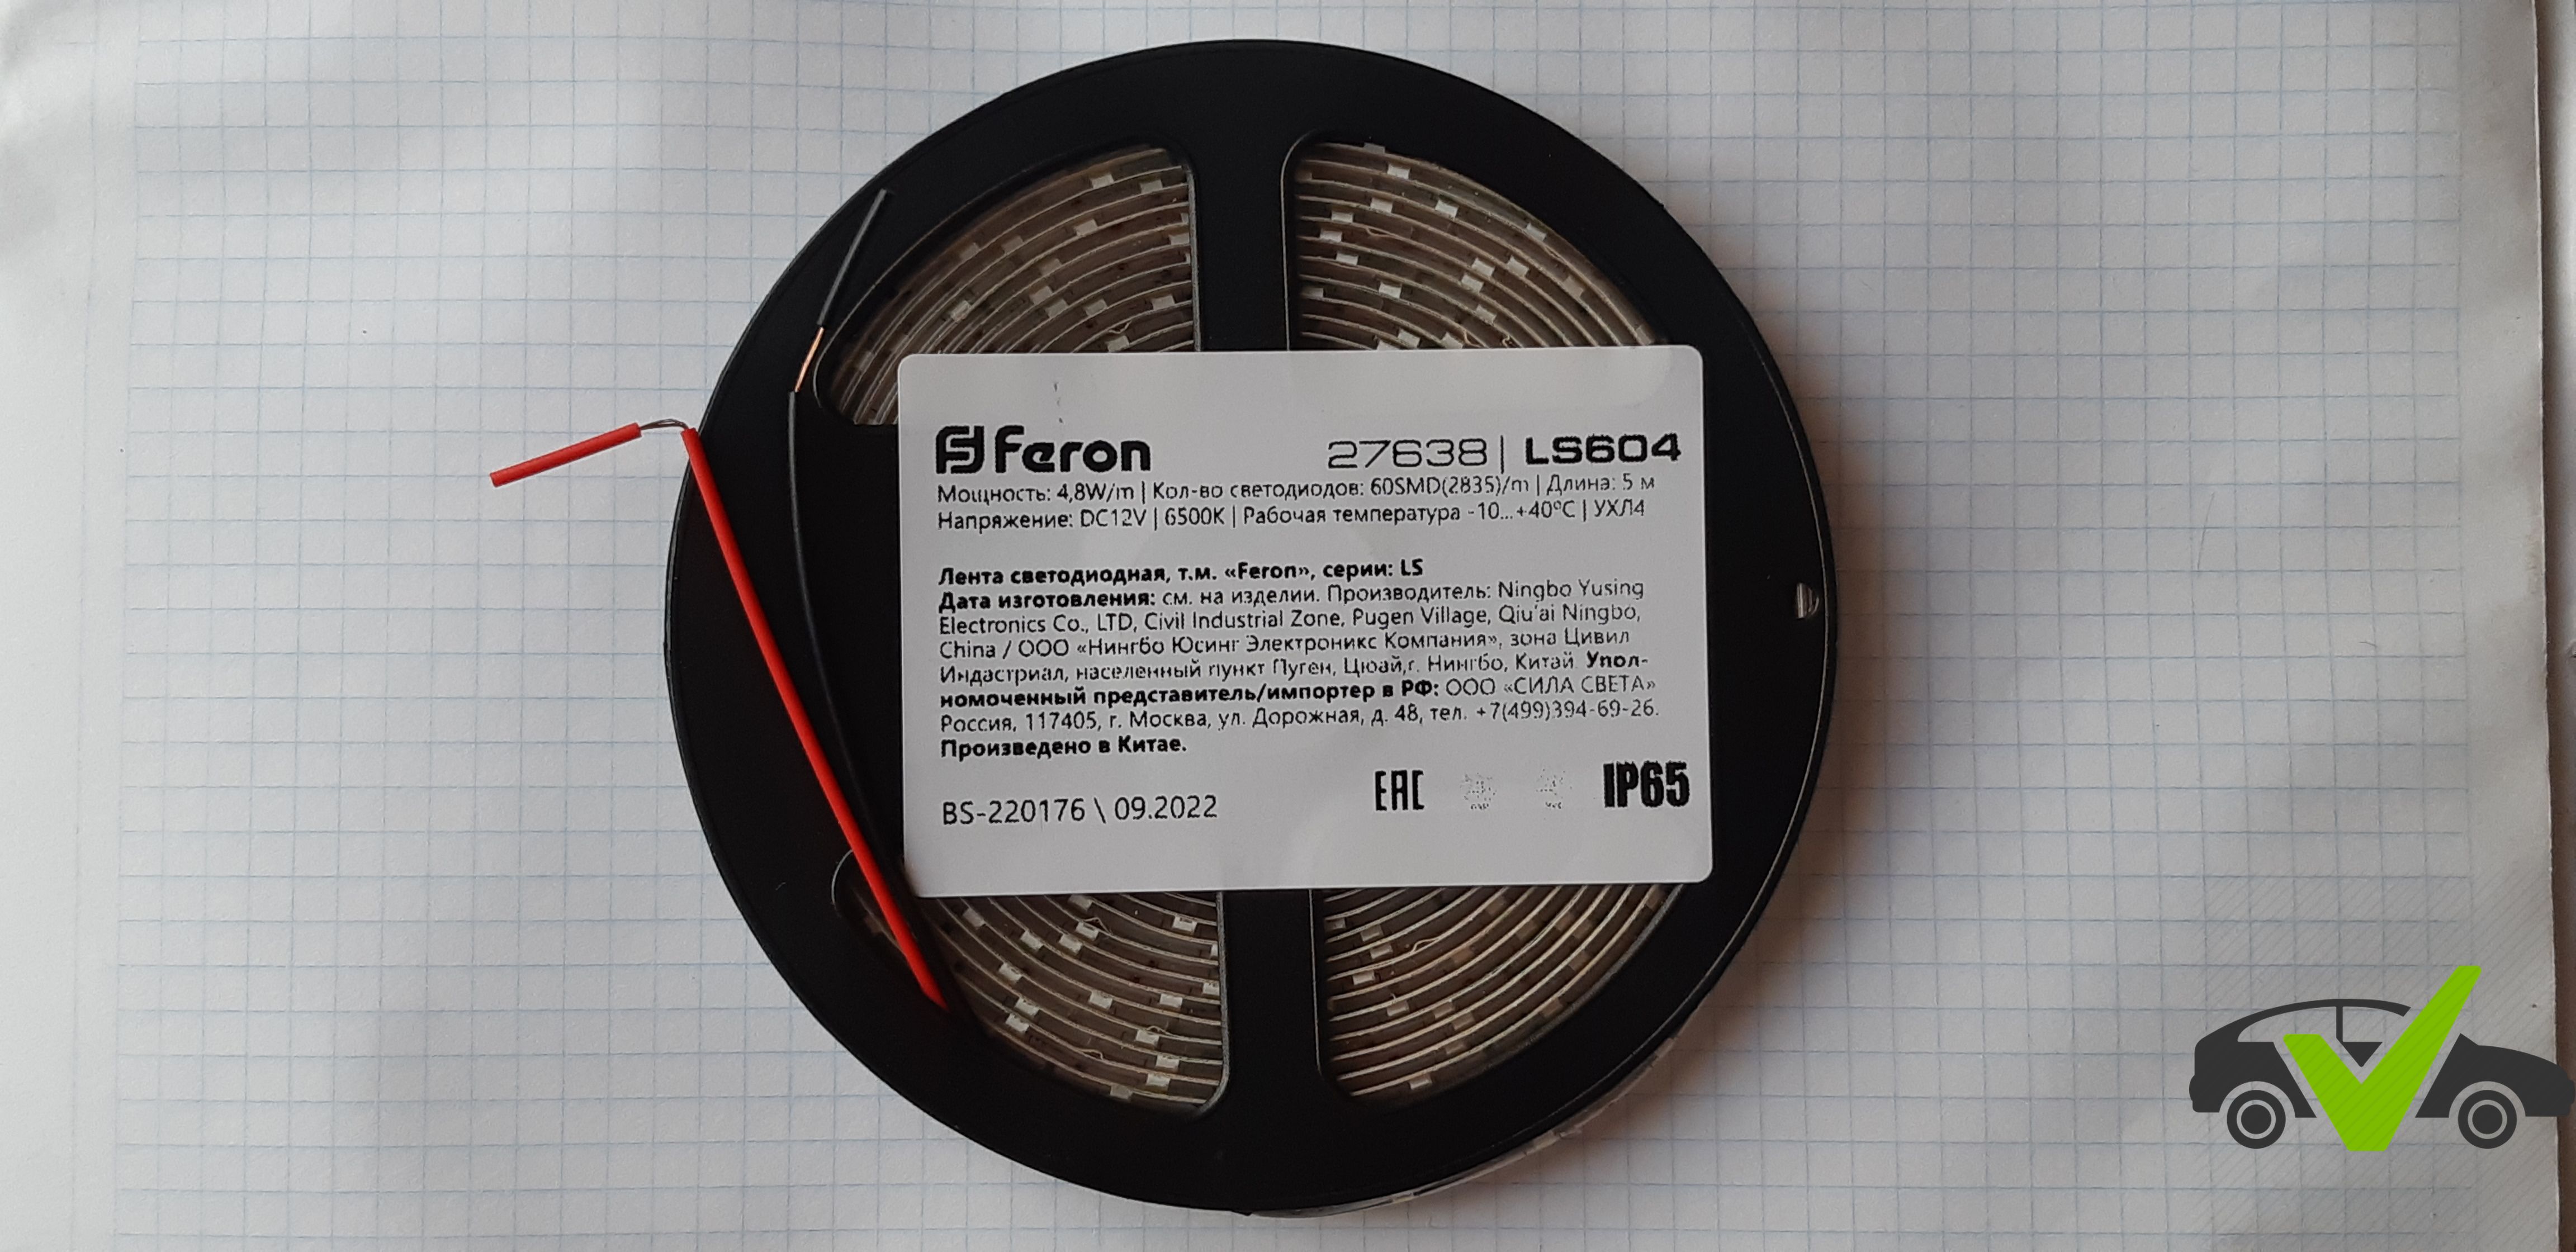 Feron 27638 | LS604
Мощность: 4,8W/m | Кол-во светодиодов: 60SMD(2835)/m | Длина: 5 м
Напряжение: DC12V | 6500K | Рабочая температура -10...+40°C | УХЛ4
Лента светодиодная, т.м. «Feron», серии: LS
Дата изготовления: см. на изделии. Производитель: Ningbo Yusing
Electronics Co., LTD, Civil Industrial Zone, Pugen Village, Qiu'ai Ningbo,
China / ООО «Нингбо Юсинг Электроникс Компания», зона Цивил
Индастриал, населенный пункт Пуген, Цюай,г. Нингбо, Китай. Упол-
номоченный представитель/импортер в РФ: ООО «СИЛА СВЕТА»
Россия, 117405, г. Москва, ул. Дорожная, д. 48, тел. +7(499)394-69-26.
Произведено в Китае.
BS-220176 \ 09.2022 EAC IP65